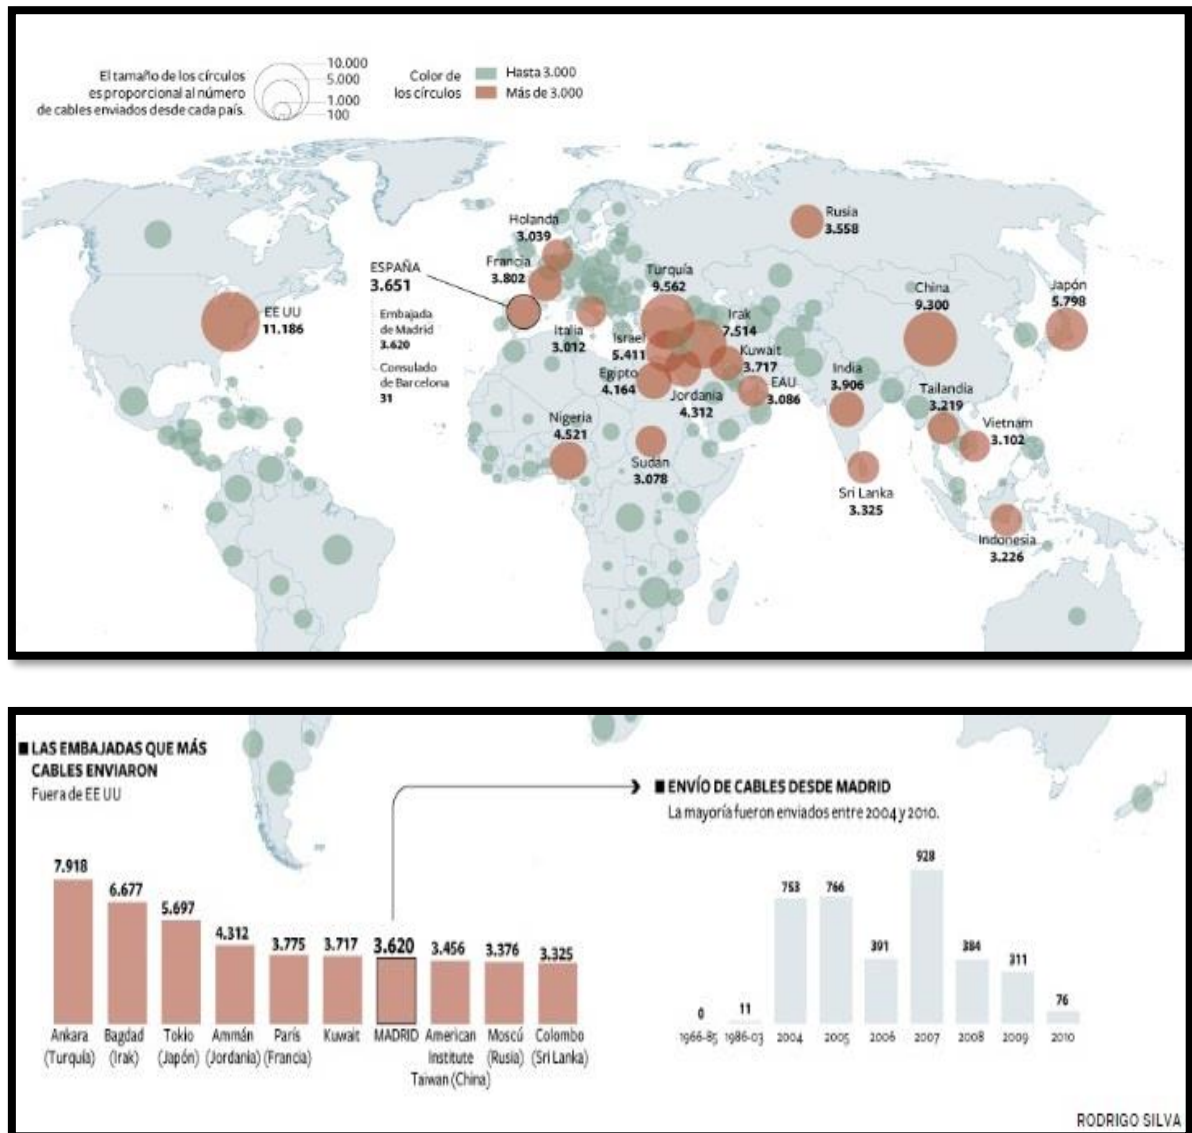 El tamaño de los círculos
es proporcional al número
de cables enviados desde cada país.
10.000
5.000
1.000
100
Color de
los círculos
Hasta 3.000
Más de 3.000
Holanda
3.039
Francia
3.802
ESPAÑA
3.651
Embajada
de Madrid
3.620
Consulado
de Barcelona
31
EE UU
11.186
Italia
3.012
Turquía
9.562
Israel
5.411
Irak
7.514
Kuwait
3.717
Egipto
4.164
Jordania
4.312
EAU
3.086
Nigeria
4.521
Sudán
3.078
Rusia
3.558
China
9.300
Japón
5.798
India
3.906
Tailandia
3.219
Vietnam
3.102
Sri Lanka
3.325
Indonesia
3.226
LAS EMBAJADAS QUE MÁS
CABLES ENVIARON
Fuera de EE UU
7.918
6.677
5.697
4.312
3.775
3.717
3.620
3.456
3.376
3.325
Ankara
(Turquía)
Bagdad
(Irak)
Tokio
(Japón)
Ammán
(Jordania)
París
(Francia)
Kuwait
MADRID
American
Institute
Taiwan (China)
Moscú
(Rusia)
Colombo
(Sri Lanka)
ENVÍO DE CABLES DESDE MADRID
La mayoría fueron enviados entre 2004 y 2010.
0
11
753
766
391
928
384
311
76
1966-85
1986-03
2004
2005
2006
2007
2008
2009
2010
RODRIGO SILVA